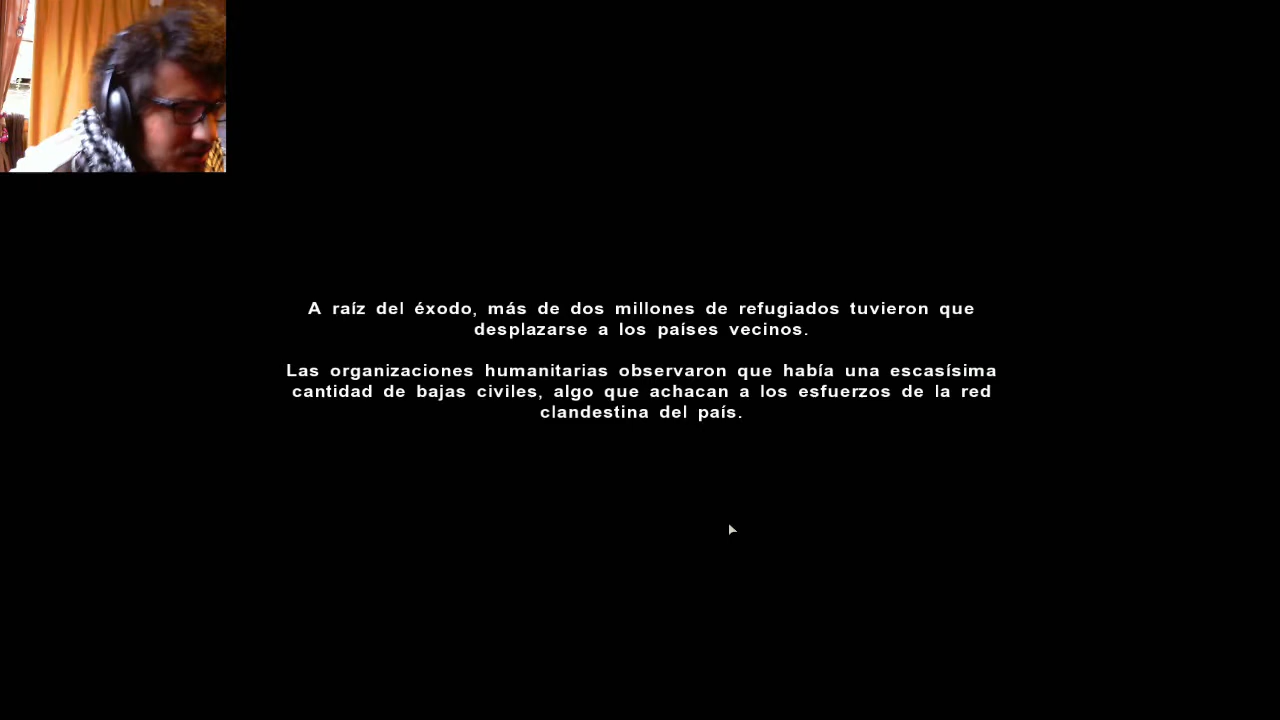 A raíz del éxodo, más de dos millones de refugiados tuvieron que
desplazarse a los países vecinos.
Las organizaciones humanitarias observaron que había una escasísima
cantidad de bajas civiles, algo que achacan a los esfuerzos de la red
clandestina del país.